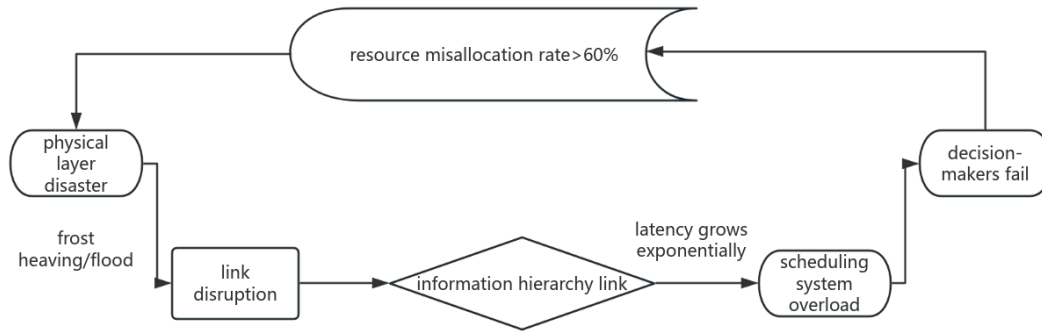 resource misallocation rate>60%
physical
layer
disaster
decision-
makers fail
frost
heaving/flood
link
disruption
information hierarchy link
latency grows
exponentially
scheduling
system
overload